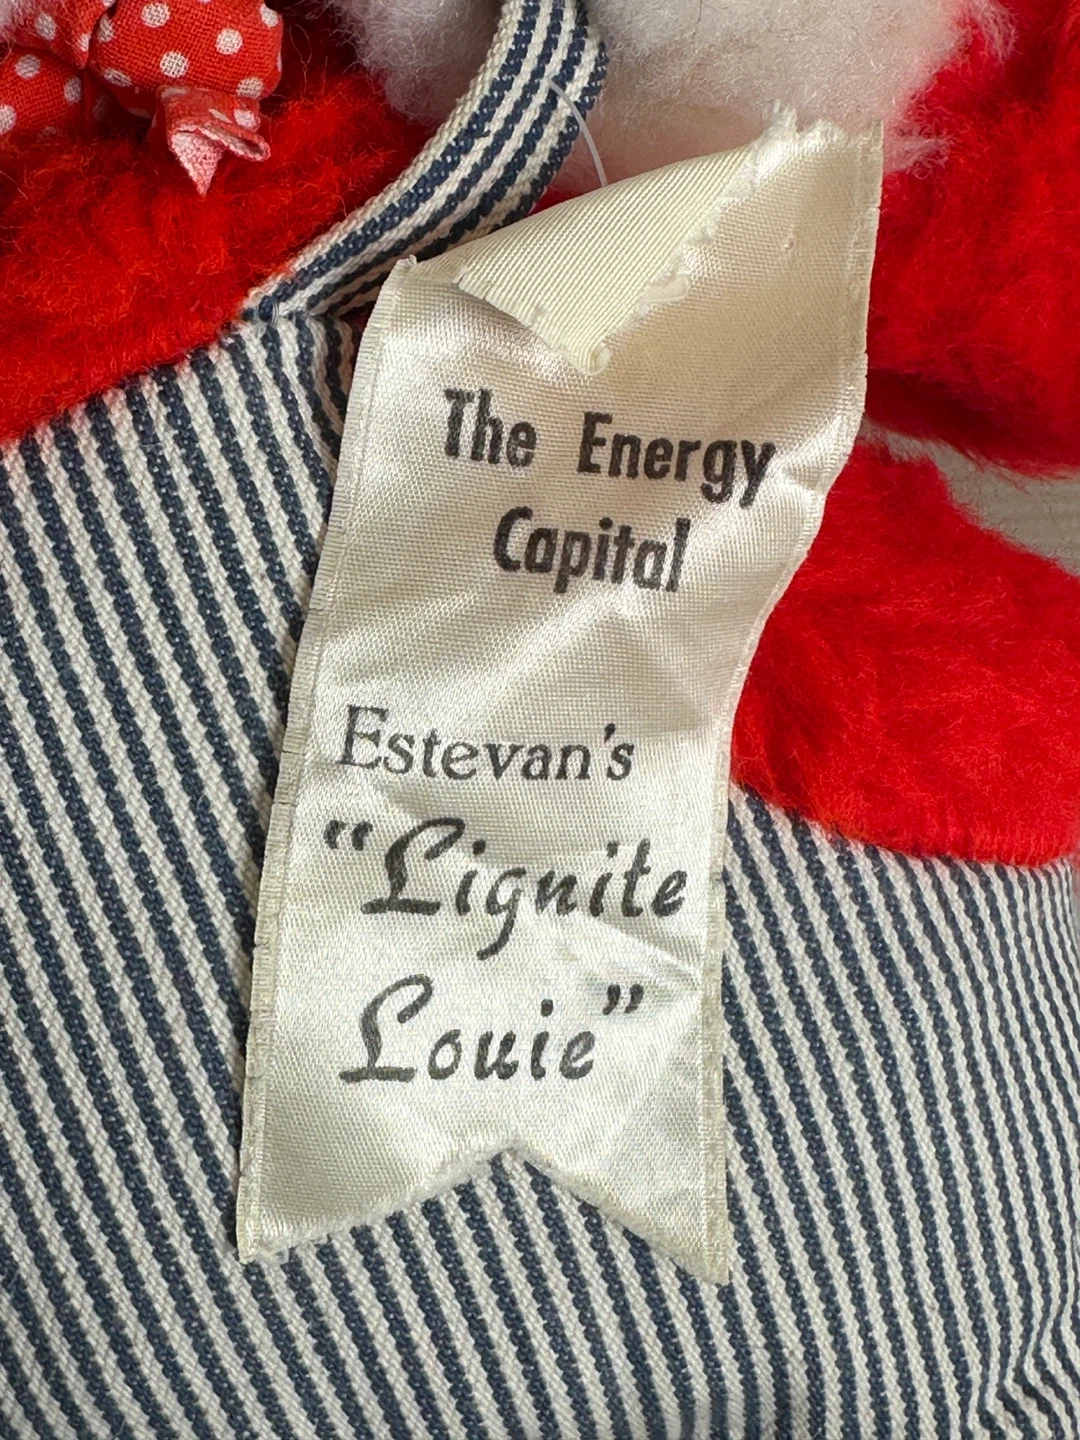 The Energy
Capital
Estevan's
"Lignite
Louie"